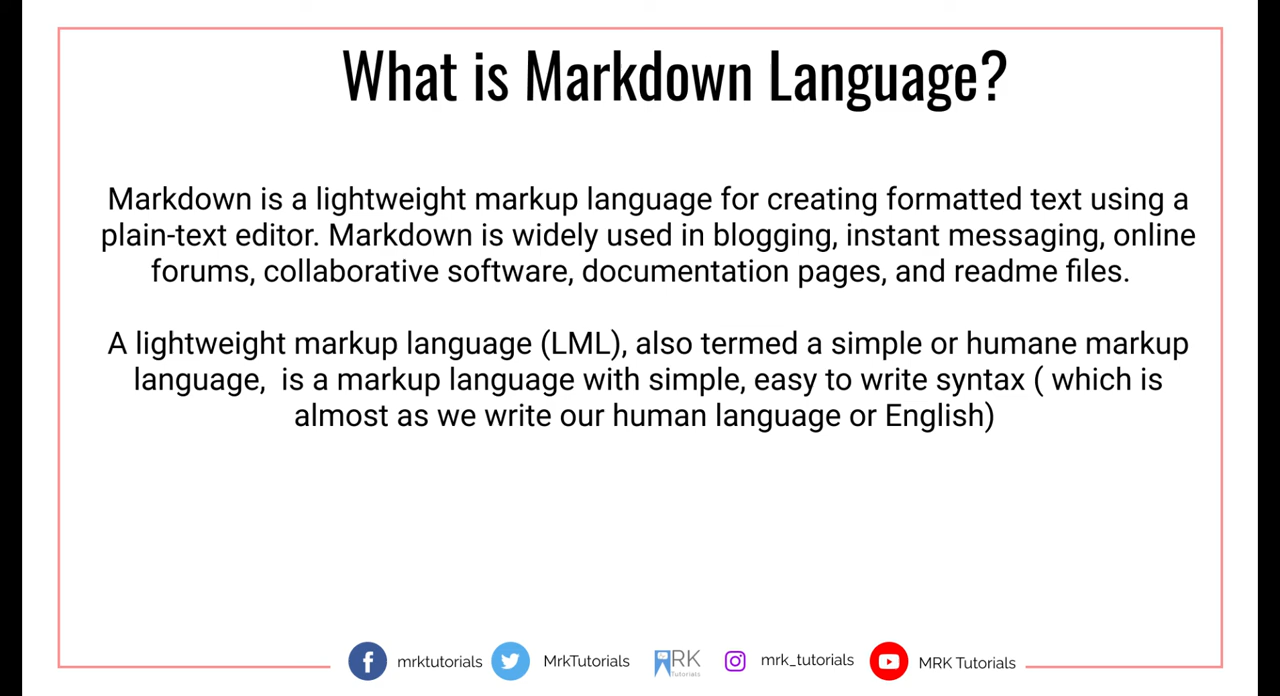 What is Markdown Language?
Markdown is a lightweight markup language for creating formatted text using a
plain-text editor. Markdown is widely used in blogging, instant messaging, online
forums, collaborative software, documentation pages, and readme files.
A lightweight markup language (LML), also termed a simple or humane markup
language,  is a markup language with simple, easy to write syntax ( which is
almost as we write our human language or English)
mrktutorials MrkTutorials RK Tutorials mrk_tutorials MRK Tutorials